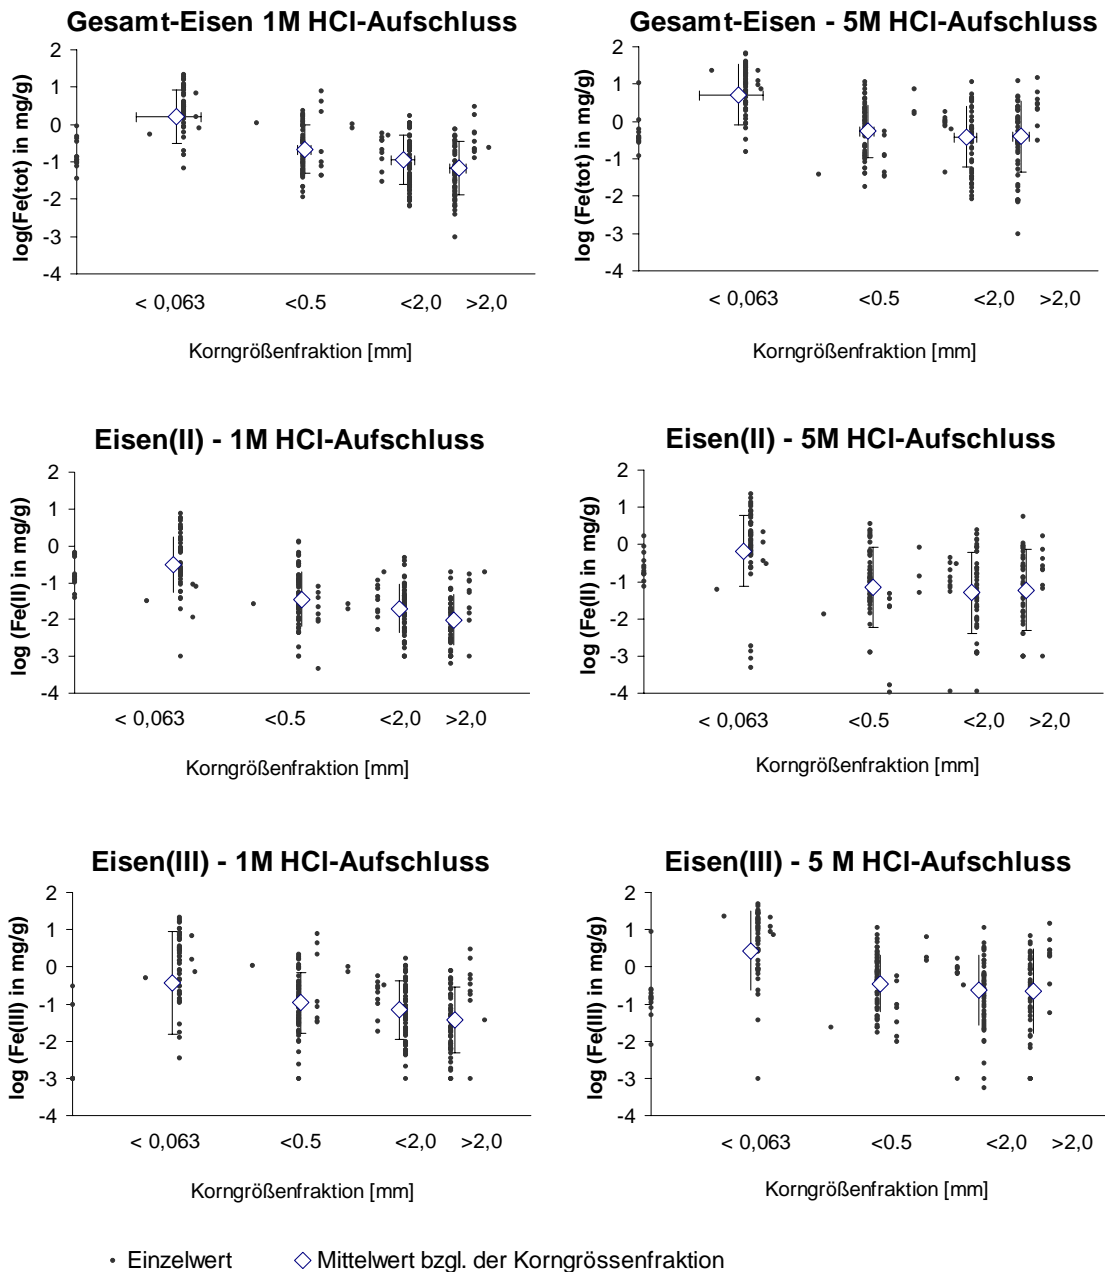 Gesamt-Eisen 1M HCl-Aufschluss
log(Fe(tot) in mg/g)
2
1
0
-1
-2
-3
-4
< 0,063 <0.5 <2,0 >2,0
Korngrößenfraktion [mm]
Gesamt-Eisen - 5M HCl-Aufschluss
log (Fe(tot) in mg/g)
2
1
0
-1
-2
-3
-4
< 0,063 <0.5 <2,0 >2,0
Korngrößenfraktion [mm]
Eisen(II) - 1M HCl-Aufschluss
log (Fe(II) in mg/g)
2
1
0
-1
-2
-3
-4
< 0,063 <0.5 <2,0 >2,0
Korngrößenfraktion [mm]
Eisen(II) - 5M HCl-Aufschluss
log (Fe(II) in mg/g)
2
1
0
-1
-2
-3
-4
< 0,063 <0.5 <2,0 >2,0
Korngrößenfraktion [mm]
Eisen(III) - 1M HCl-Aufschluss
log (Fe(III) in mg/g)
2
1
0
-1
-2
-3
-4
< 0,063 <0.5 <2,0 >2,0
Korngrößenfraktion [mm]
Eisen(III) - 5 M HCl-Aufschluss
log (Fe(III) in mg/g)
2
1
0
-1
-2
-3
-4
< 0,063 <0.5 <2,0 >2,0
Korngrößenfraktion [mm]
Einzelwert
Mittelwert bzgl. der Korngrössenfraktion